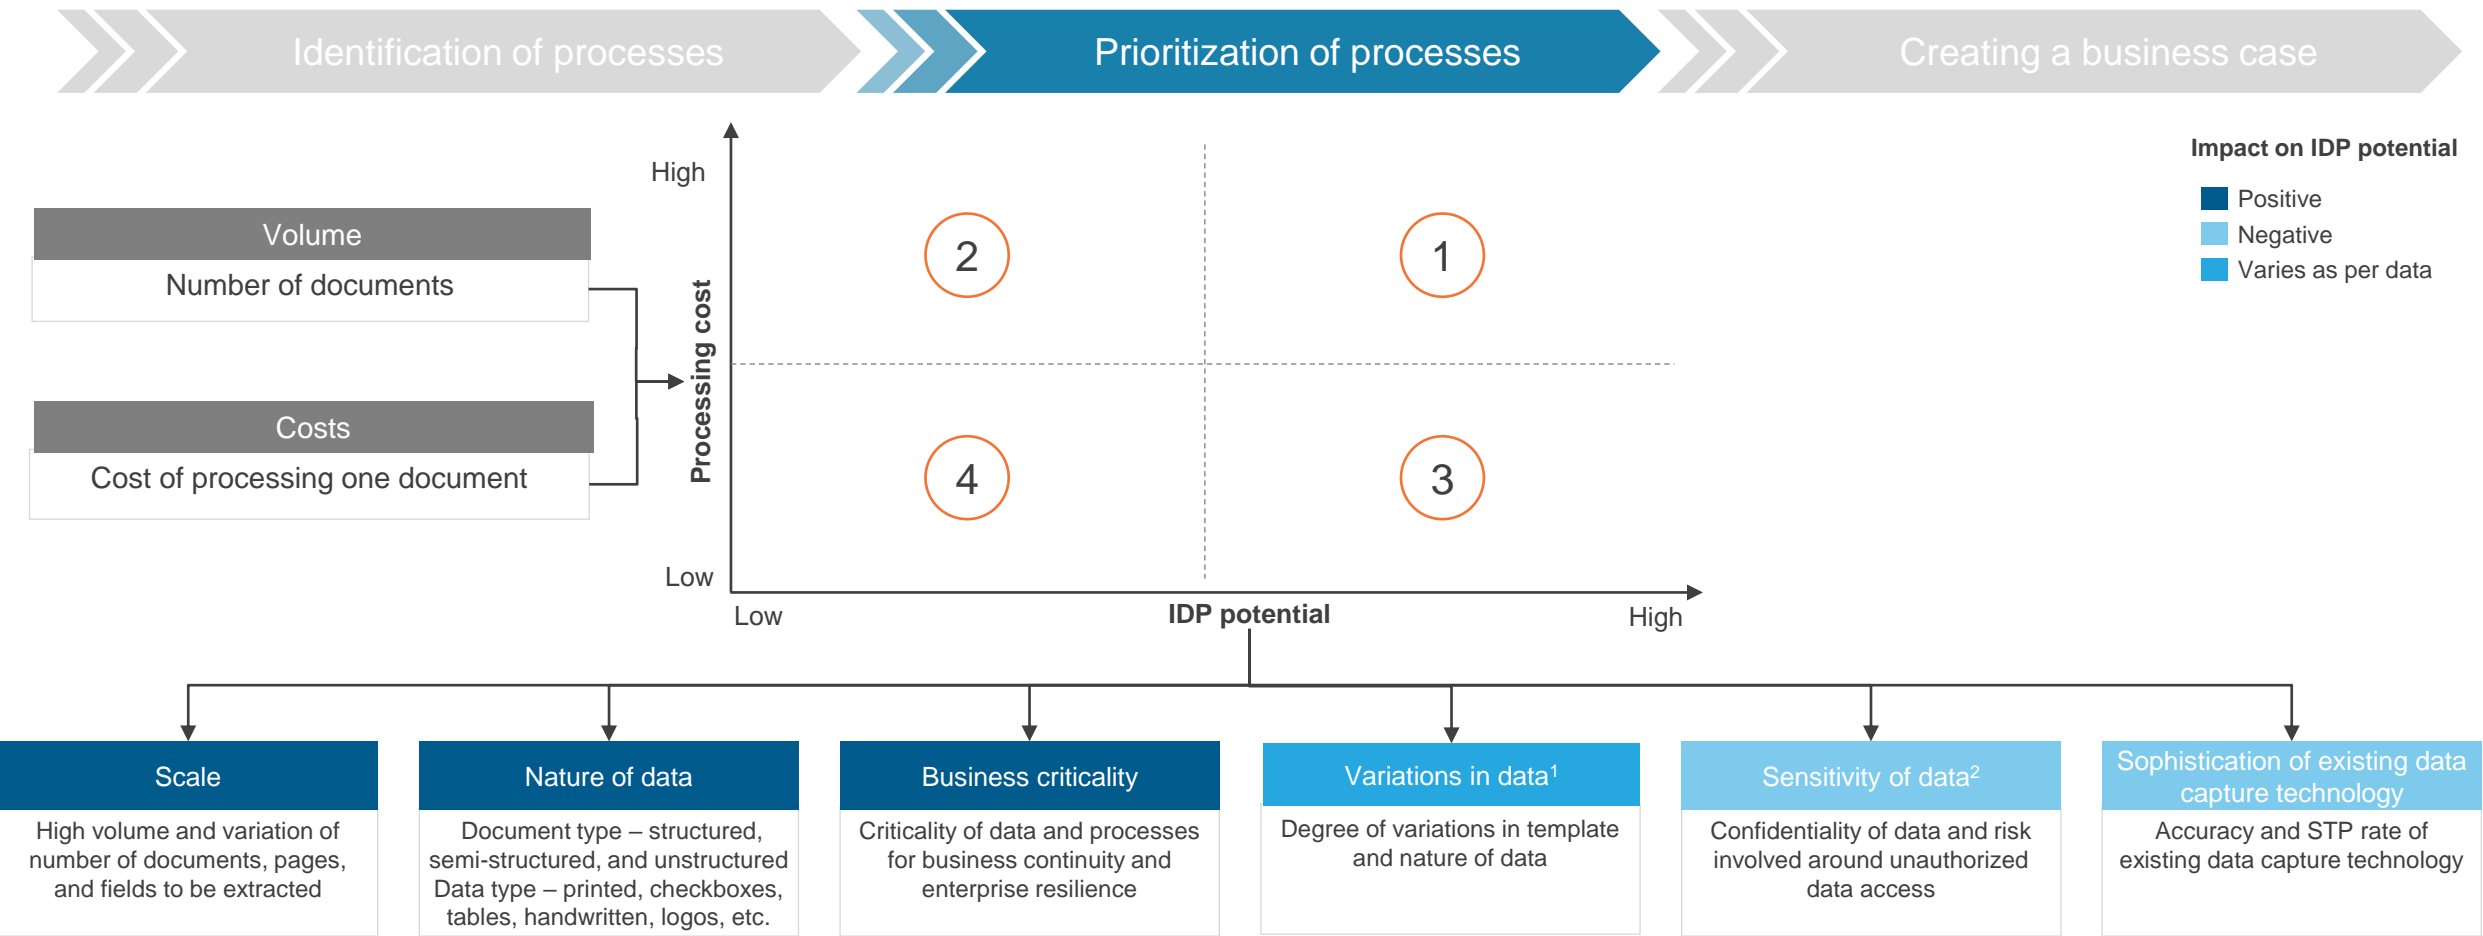 Identification of processes
Prioritization of processes
Creating a business case
Impact on IDP potential
Positive
Negative
Varies as per data
High
Volume
Number of documents
Costs
Cost of processing one document
Processing cost
2
1
4
3
Low
Low
IDP potential
High
Scale
High volume and variation of
number of documents, pages,
and fields to be extracted
Nature of data
Document type – structured,
semi-structured, and unstructured
Data type – printed, checkboxes,
tables, handwritten, logos, etc.
Business criticality
Criticality of data and processes
for business continuity and
enterprise resilience
Variations in data1
Degree of variations in template
and nature of data
Sensitivity of data2
Confidentiality of data and risk
involved around unauthorized
data access
Sophistication of existing data
capture technology
Accuracy and STP rate of
existing data capture technology